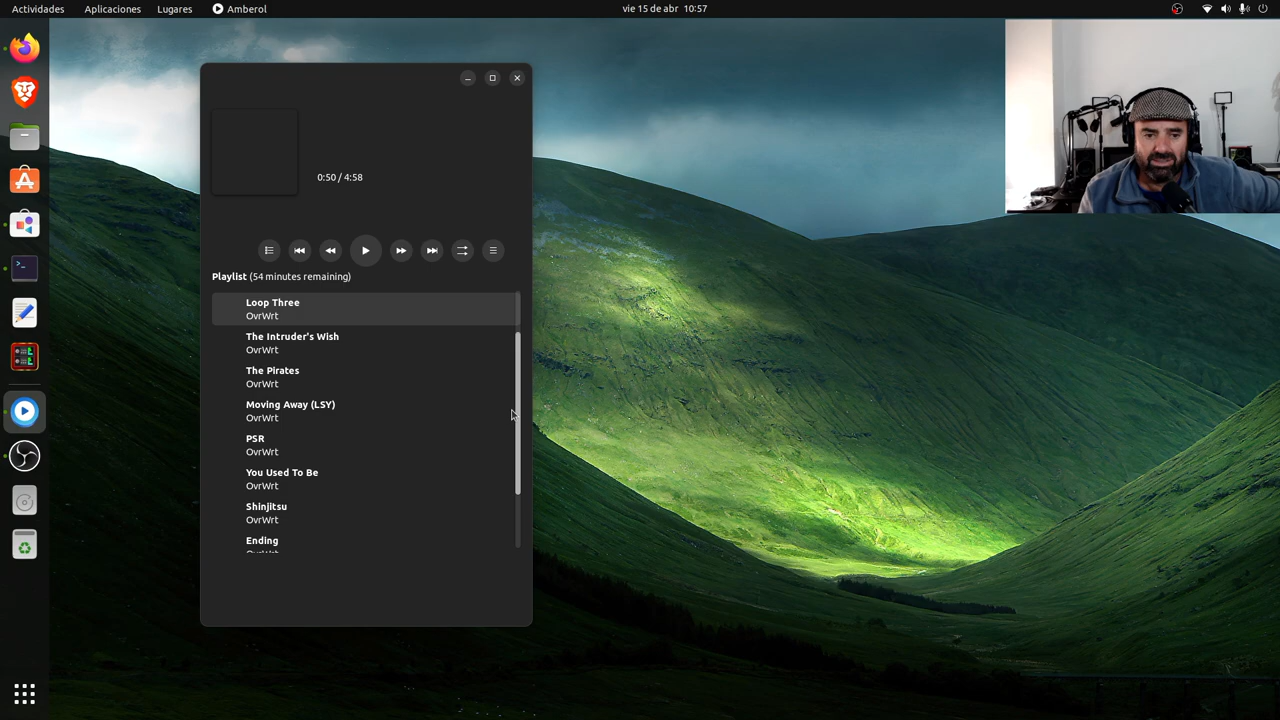 Actividades Aplicaciones Lugares Amberol vie 15 de abr 10:57
0:50 / 4:58
Playlist (54 minutes remaining)
Loop Three
OvrWrt
The Intruder's Wish
OvrWrt
The Pirates
OvrWrt
Moving Away (LSY)
OvrWrt
PSR
OvrWrt
You Used To Be
OvrWrt
Shinjitsu
OvrWrt
Ending
OvrWrt